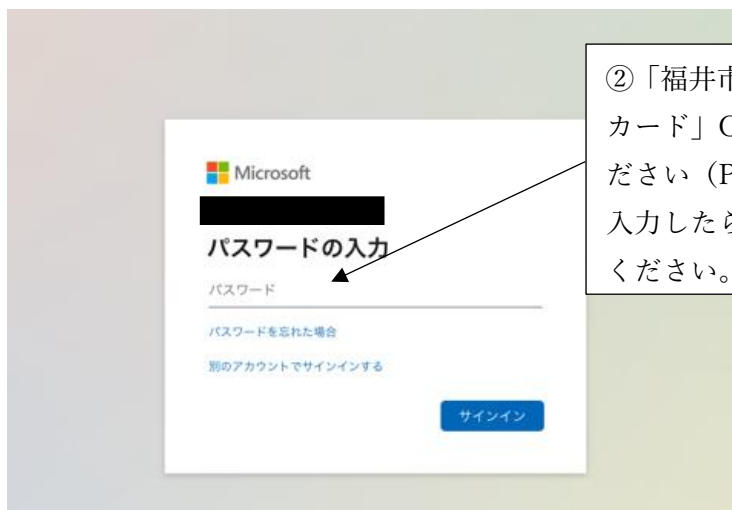 ②「福井市
カード」
ださい（P
入力したら
ください。
Microsoft
パスワードの入力
パスワード
パスワードを忘れた場合
別のアカウントでサインインする
サインイン